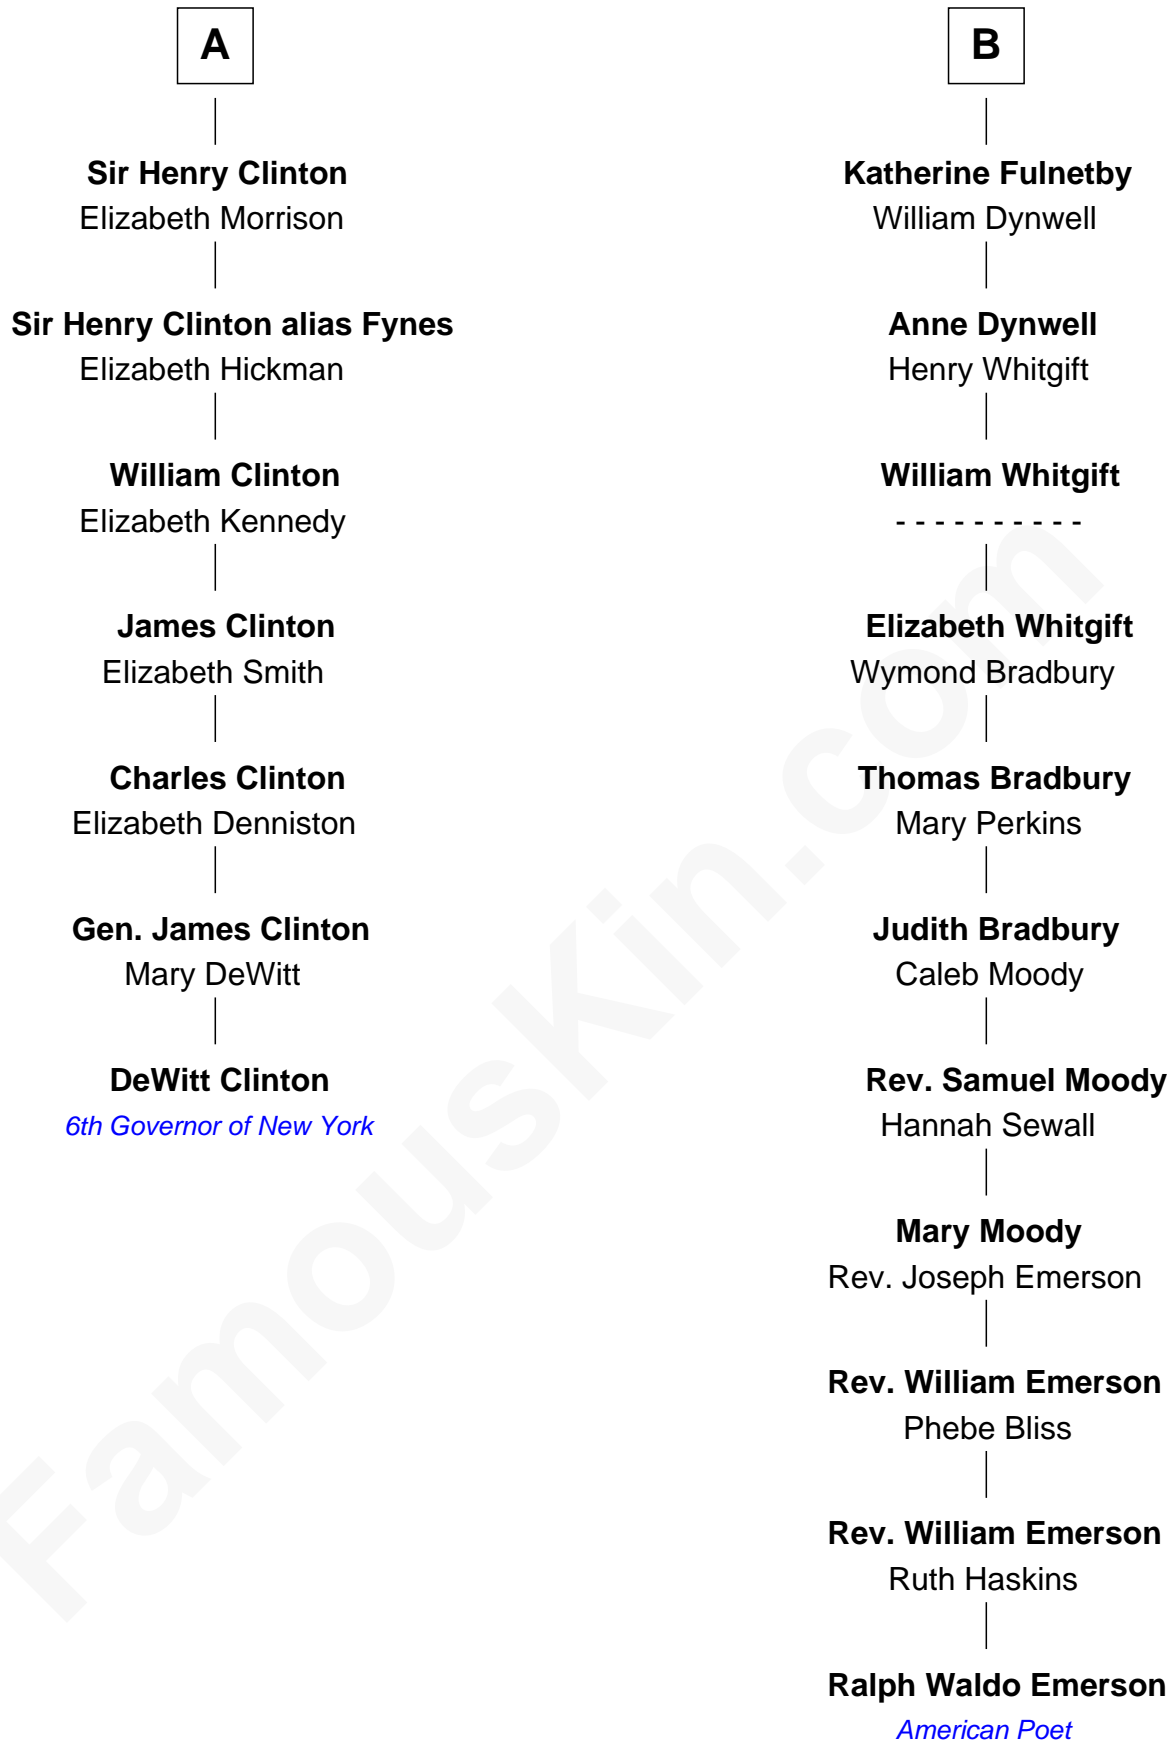 A
Sir Henry Clinton
Elizabeth Morrison
Sir Henry Clinton alias Fynes
Elizabeth Hickman
William Clinton
Elizabeth Kennedy
James Clinton
Elizabeth Smith
Charles Clinton
Elizabeth Denniston
Gen. James Clinton
Mary DeWitt
DeWitt Clinton
6th Governor of New York
B
Katherine Fulnetby
William Dynwell
Anne Dynwell
Henry Whitgift
William Whitgift
- - - - - - - - - -
Elizabeth Whitgift
Wymond Bradbury
Thomas Bradbury
Mary Perkins
Judith Bradbury
Caleb Moody
Rev. Samuel Moody
Hannah Sewall
Mary Moody
Rev. Joseph Emerson
Rev. William Emerson
Phebe Bliss
Rev. William Emerson
Ruth Haskins
Ralph Waldo Emerson
American Poet
FamousKin.com